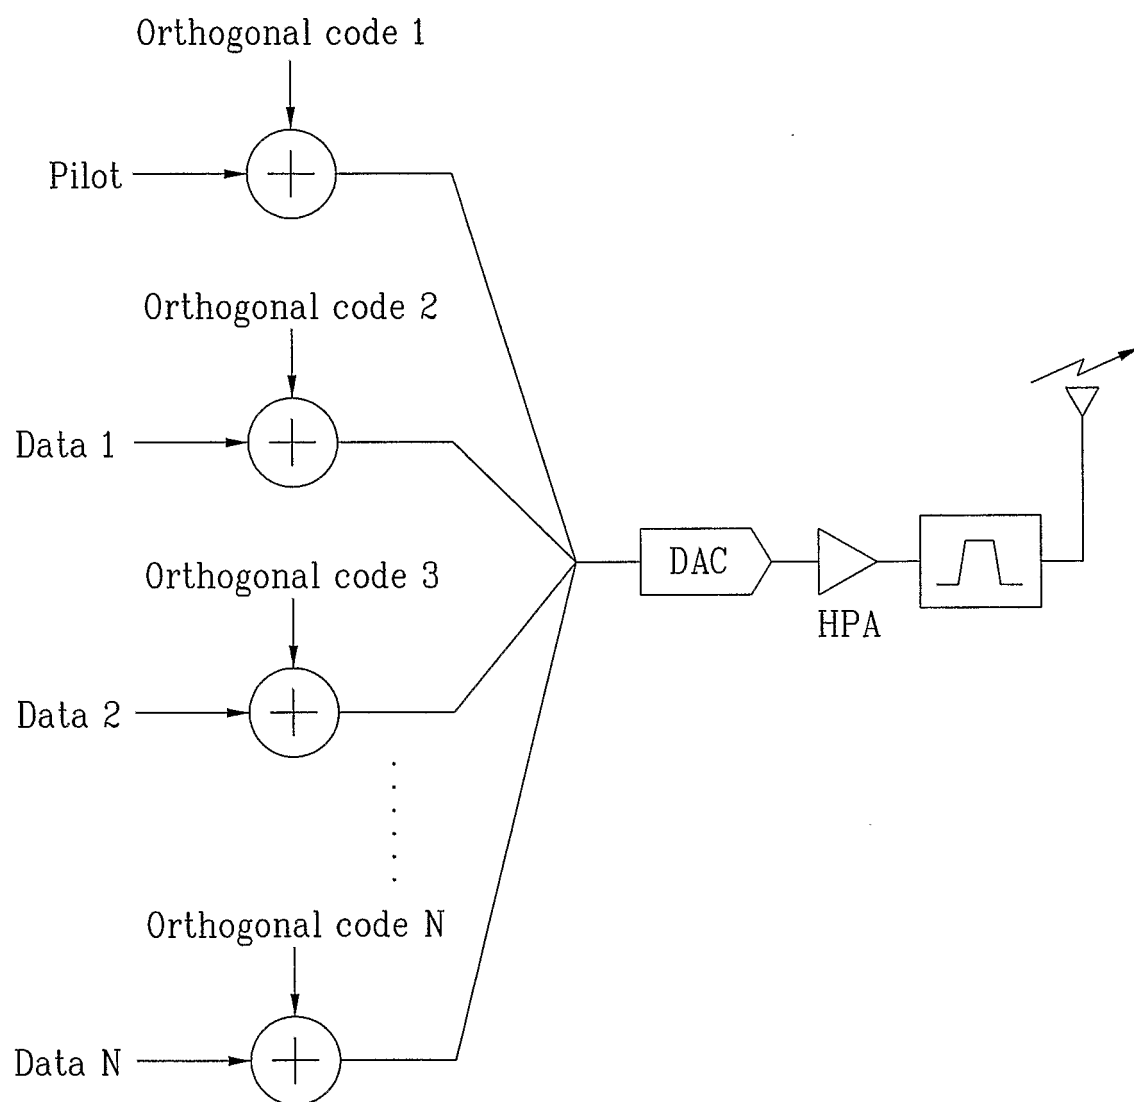 Orthogonal code 1
Pilot
Orthogonal code 2
Data 1
Orthogonal code 3
Data 2
DAC
HPA
Orthogonal code N
Data N